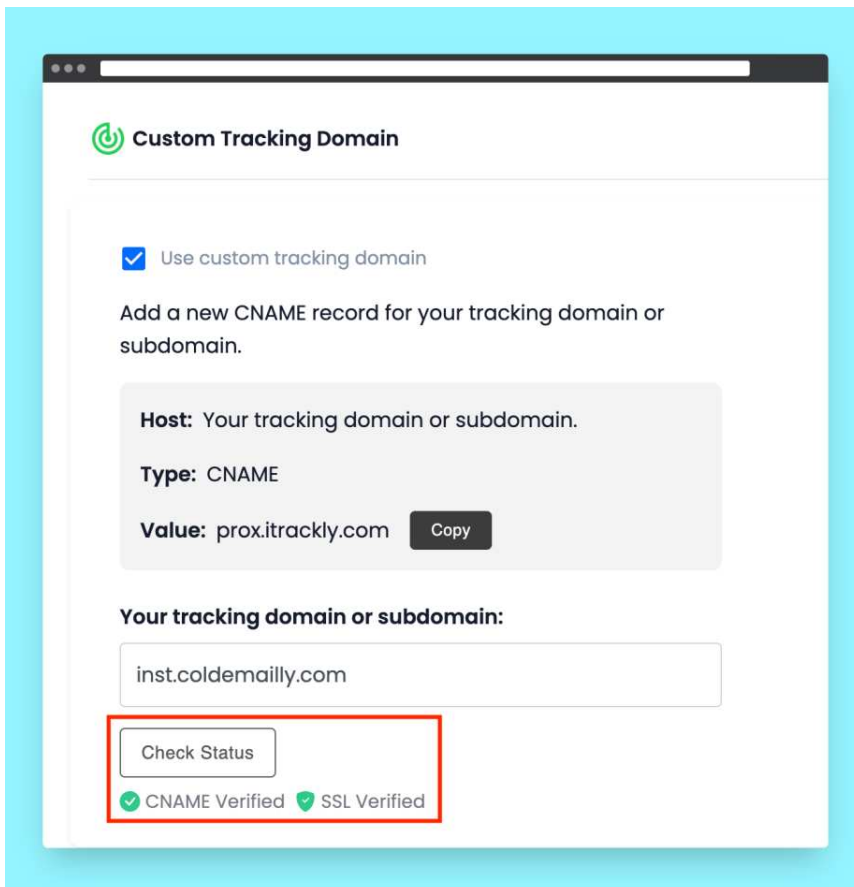 Custom Tracking Domain
Use custom tracking domain
Add a new CNAME record for your tracking domain or
subdomain.
Host: Your tracking domain or subdomain.
Type: CNAME
Value: prox.itrackly.com Copy
Your tracking domain or subdomain:
inst.coldemailly.com
Check Status
CNAME Verified SSL Verified